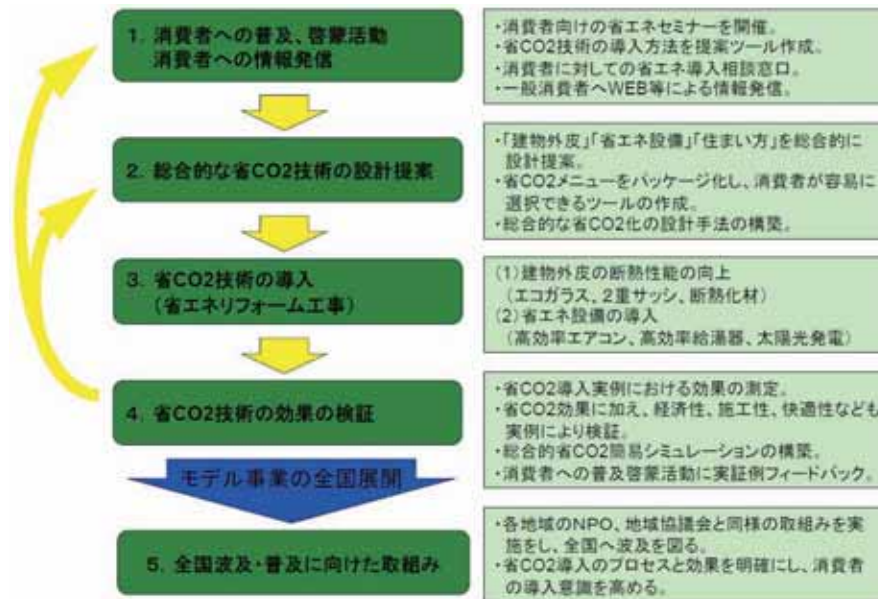 1. 消費者への普及、啓蒙活動
消費者への情報発信
・消費者向けの省エネセミナーを開催。
・省CO2技術の導入方法を提案ツール作成。
・消費者に対しての省エネ導入相談窓口。
・一般消費者へWEB等による情報発信。
2. 総合的な省CO2技術の設計提案
・「建物外皮」「省エネ設備」「住まい方」を総合的に
設計提案。
・省CO2メニューをパッケージ化し、消費者が容易に
選択できるツールの作成。
・総合的な省CO2化の設計手法の構築。
3. 省CO2技術の導入
(省エネリフォーム工事)
(1)建物外皮の断熱性能の向上
(エコガラス、2重サッシ、断熱化材)
(2)省エネ設備の導入
(高効率エアコン、高効率給湯器、太陽光発電)
4. 省CO2技術の効果の検証
・省CO2導入実例における効果の測定。
・省CO2効果に加え、経済性、施工性、快適性なども
実例により検証。
・総合的省CO2簡易シミュレーションの構築。
・消費者への普及啓蒙活動に実証例フィードバック。
モデル事業の全国展開
5. 全国波及・普及に向けた取組み
・各地域のNPO、地域協議会と同様の取組みを実
施をし、全国へ波及を図る。
・省CO2導入のプロセスと効果を明確にし、消費者
の導入意識を高める。